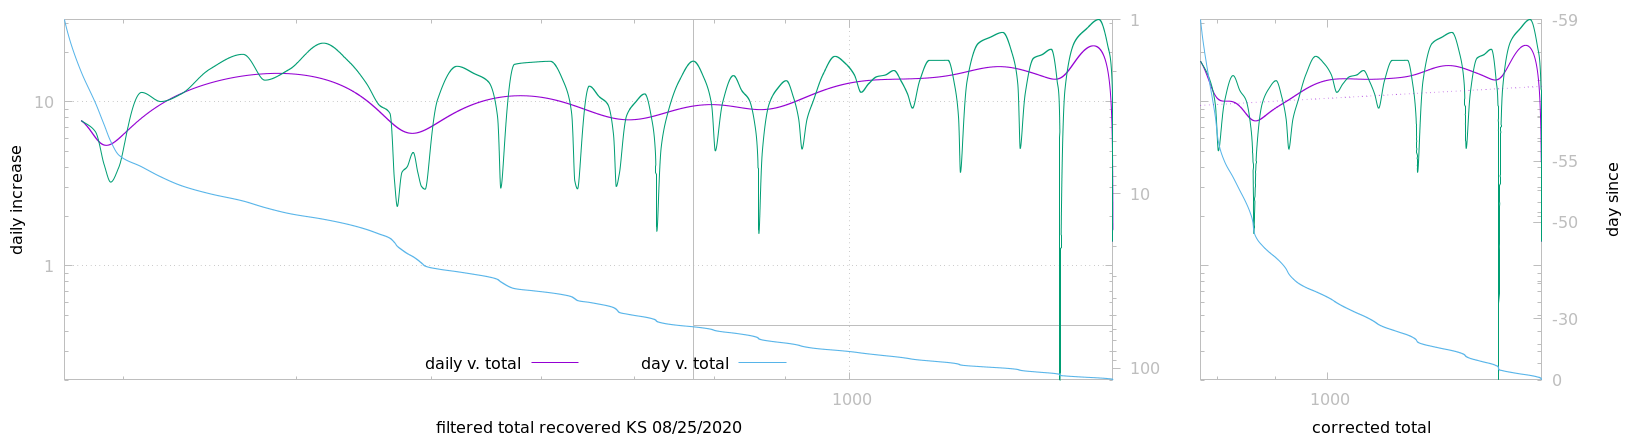 daily increase
10
1
daily v. total
day v. total
1
10
100
1000
filtered total recovered KS 08/25/2020
-59
-55
-50
-30
0
day since
1000
corrected total